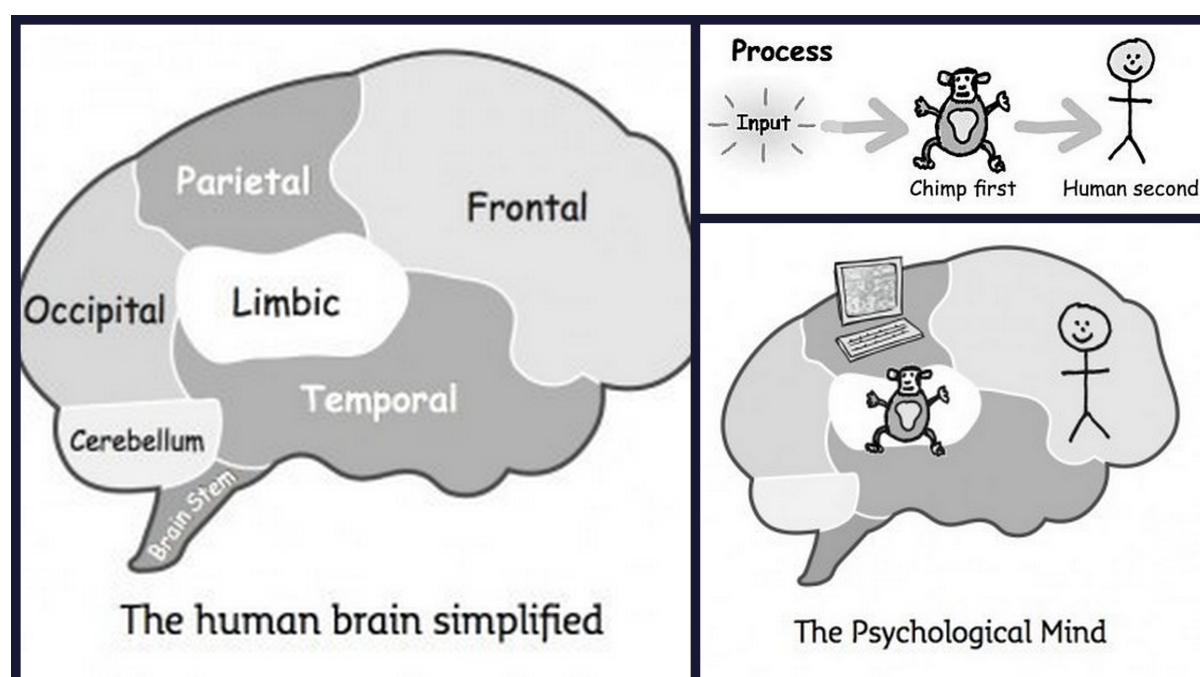 Parietal
Frontal
Occipital
Limbic
Temporal
Cerebellum
Brain Stem
The human brain simplified
Process
Input
Chimp first Human second
The Psychological Mind